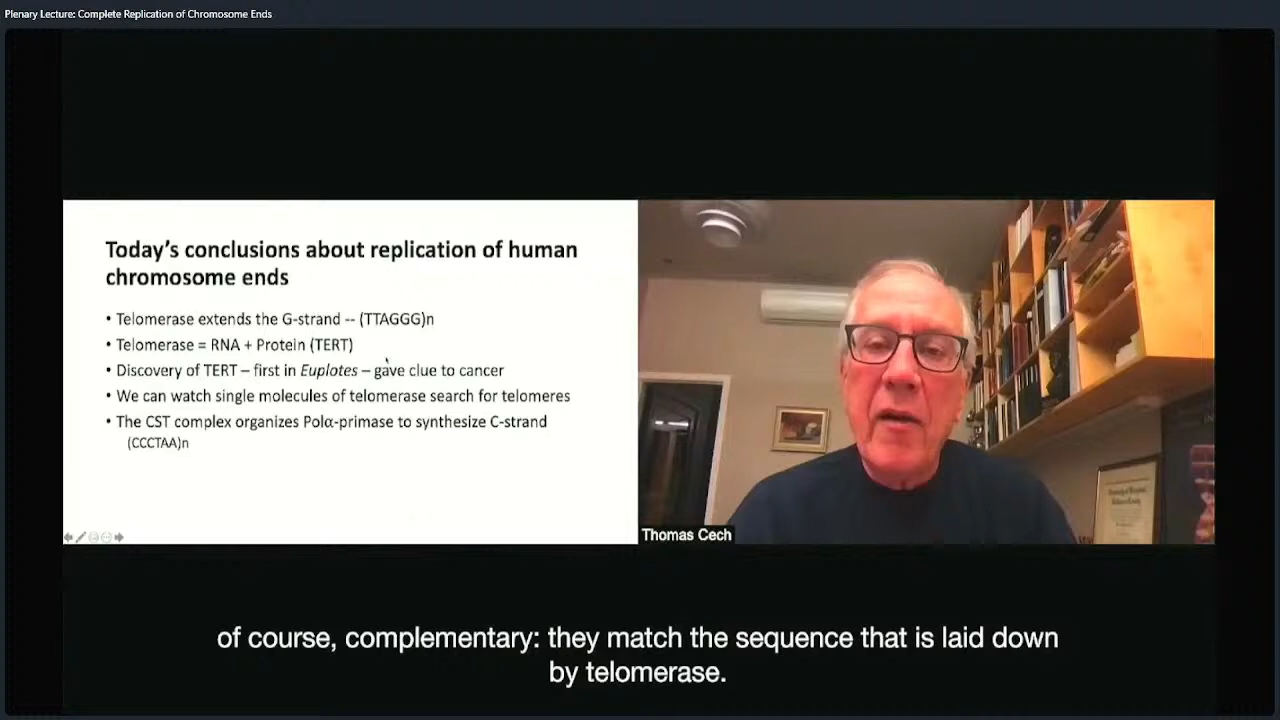 Plenary Lecture: Complete Replication of Chromosome Ends
Today's conclusions about replication of human
chromosome ends
• Telomerase extends the G-strand -- (TTAGGG)n
• Telomerase = RNA + Protein (TERT)
• Discovery of TERT – first in Euplotes – gave clue to cancer
• We can watch single molecules of telomerase search for telomeres
• The CST complex organizes Polα-primase to synthesize C-strand
(CCCTAA)n
Thomas Cech
of course, complementary: they match the sequence that is laid down
by telomerase.